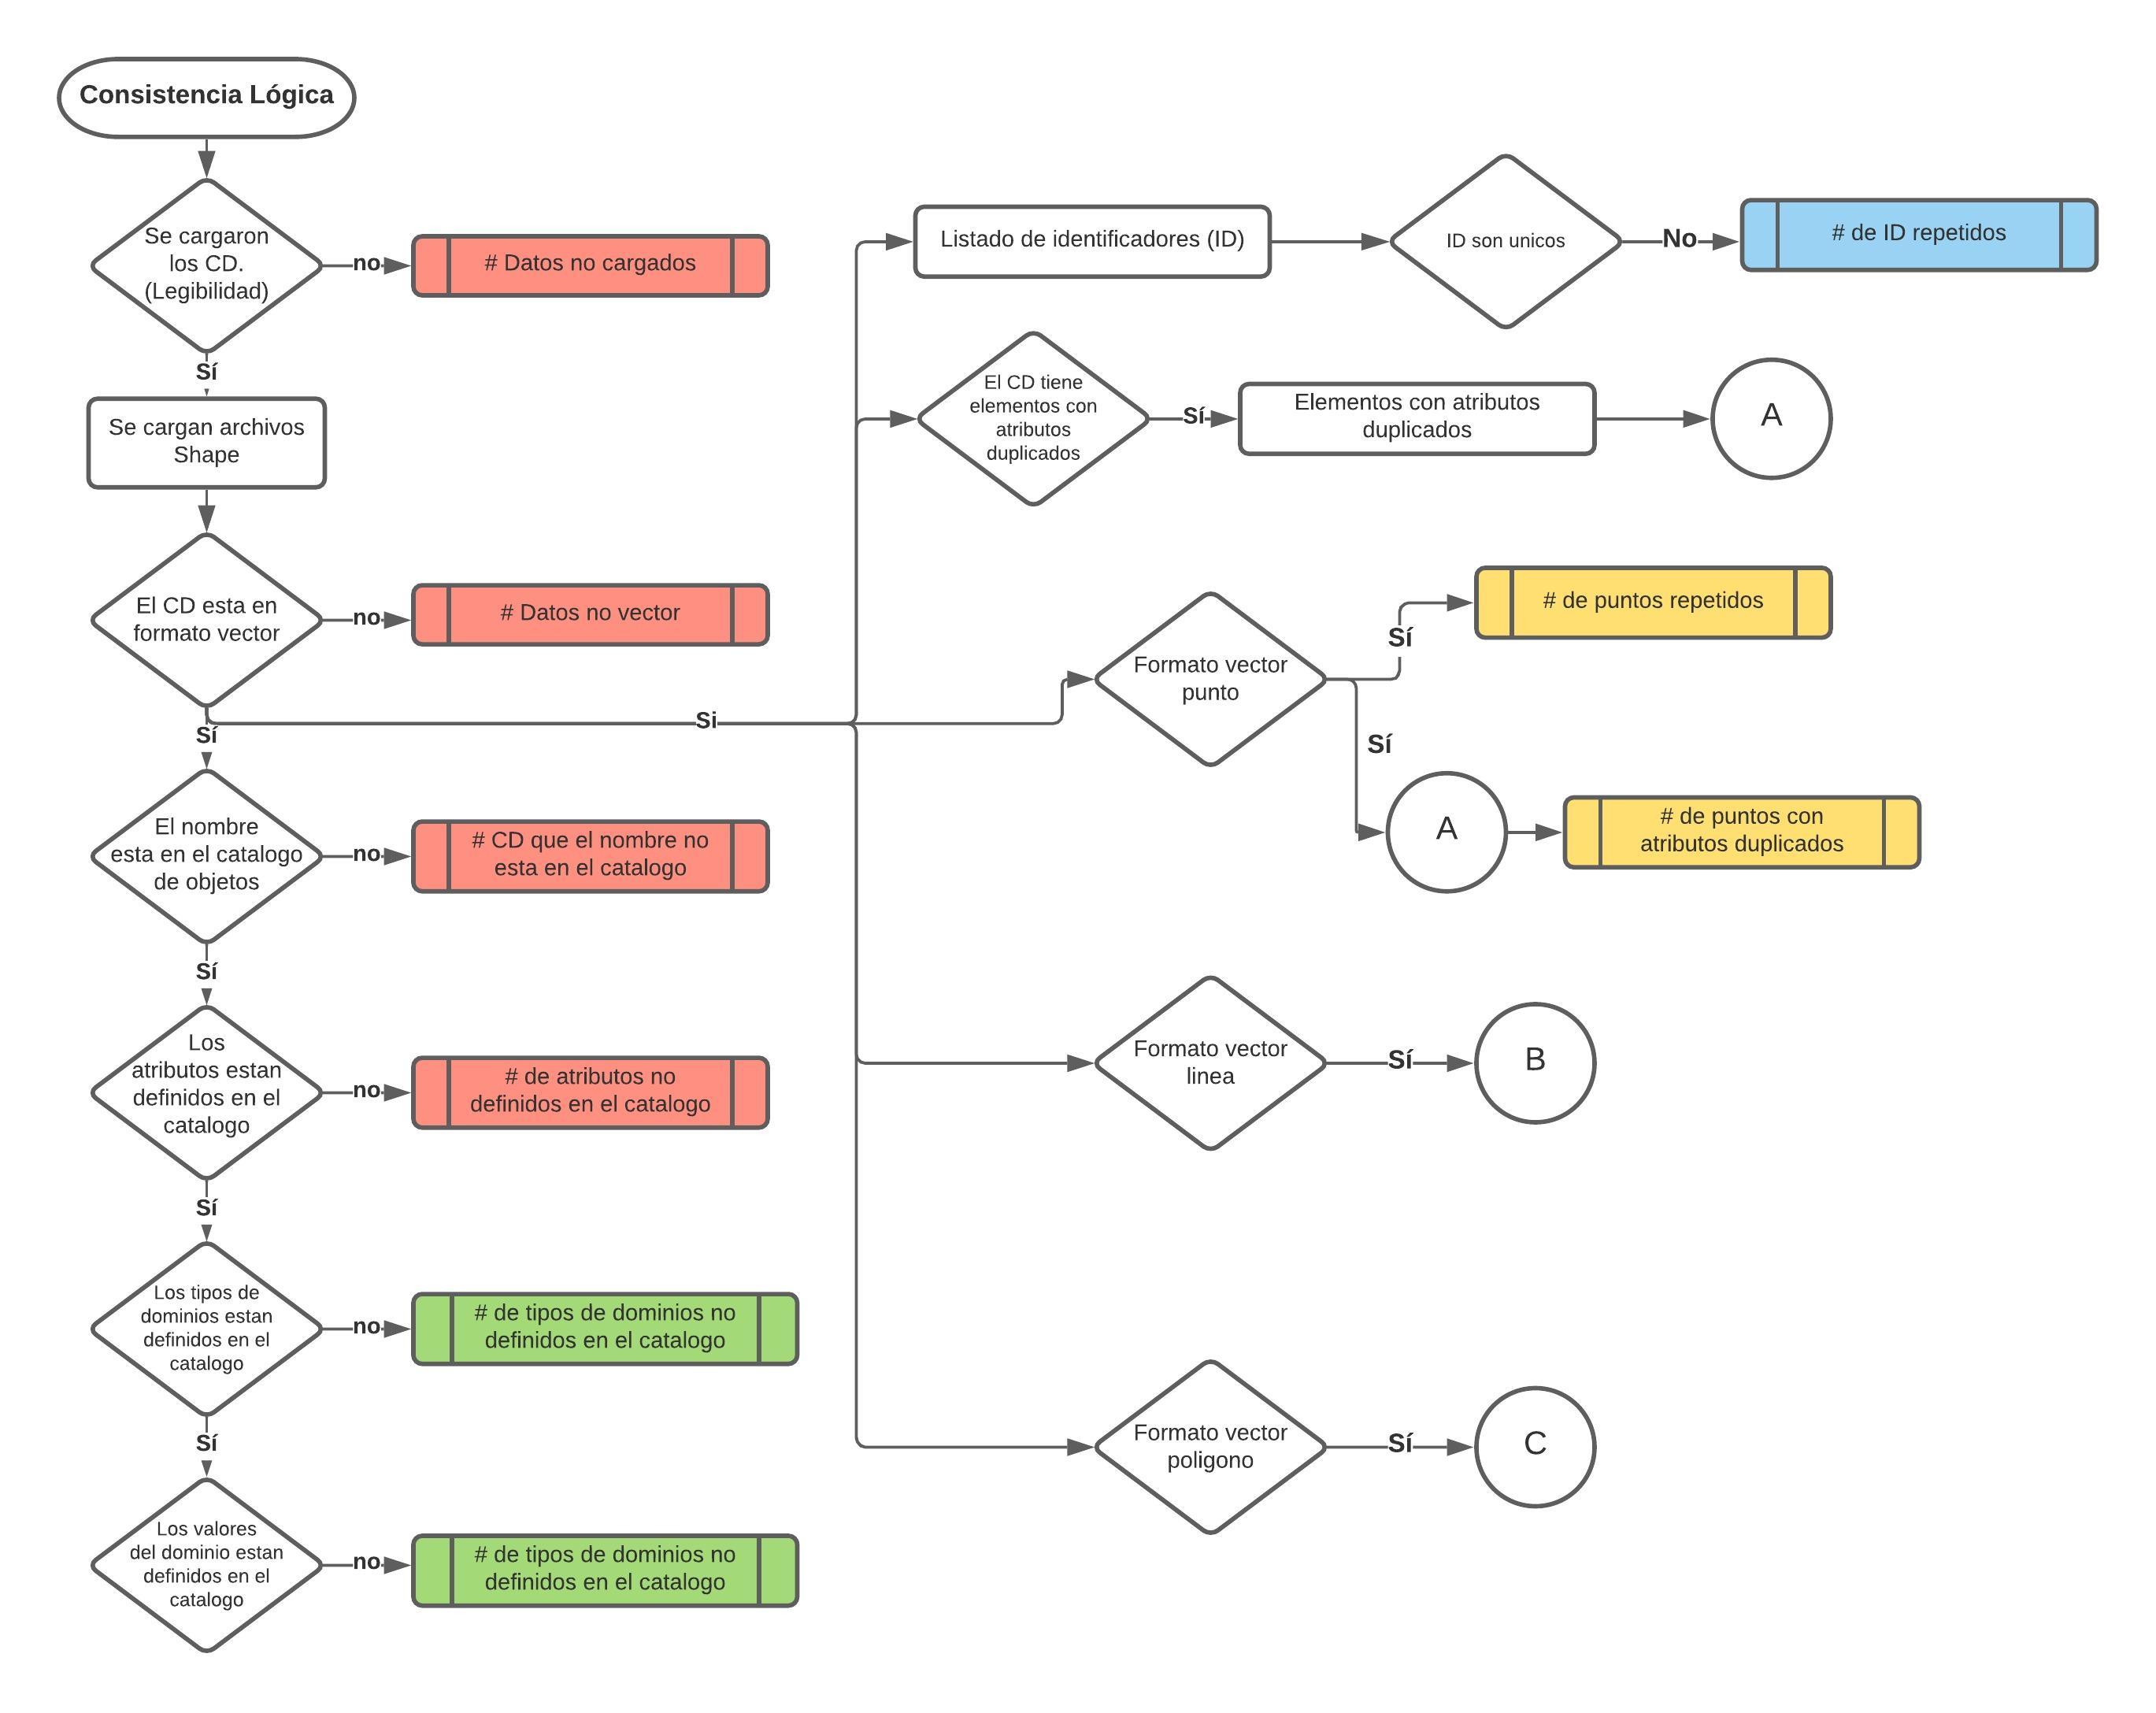 Consistencia Lógica
Se cargaron
los CD.
(Legibilidad)
no
# Datos no cargados
Sí
Se cargan archivos
Shape
El CD esta en
formato vector
no
# Datos no vector
Sí
Si
El nombre
esta en el catalogo
de objetos
no
# CD que el nombre no
esta en el catalogo
Sí
Los
atributos estan
definidos en el
catalogo
no
# de atributos no
definidos en el catalogo
Sí
Los tipos de
dominios estan
definidos en el
catalogo
no
# de tipos de dominios no
definidos en el catalogo
Sí
Los valores
del dominio estan
definidos en el
catalogo
no
# de tipos de dominios no
definidos en el catalogo
Listado de identificadores (ID)
ID son unicos
No
# de ID repetidos
El CD tiene
elementos con
atributos
duplicados
Sí
Elementos con atributos
duplicados
A
Formato vector
punto
Sí
# de puntos repetidos
Sí
A
# de puntos con
atributos duplicados
Formato vector
linea
Sí
B
Formato vector
poligono
Sí
C